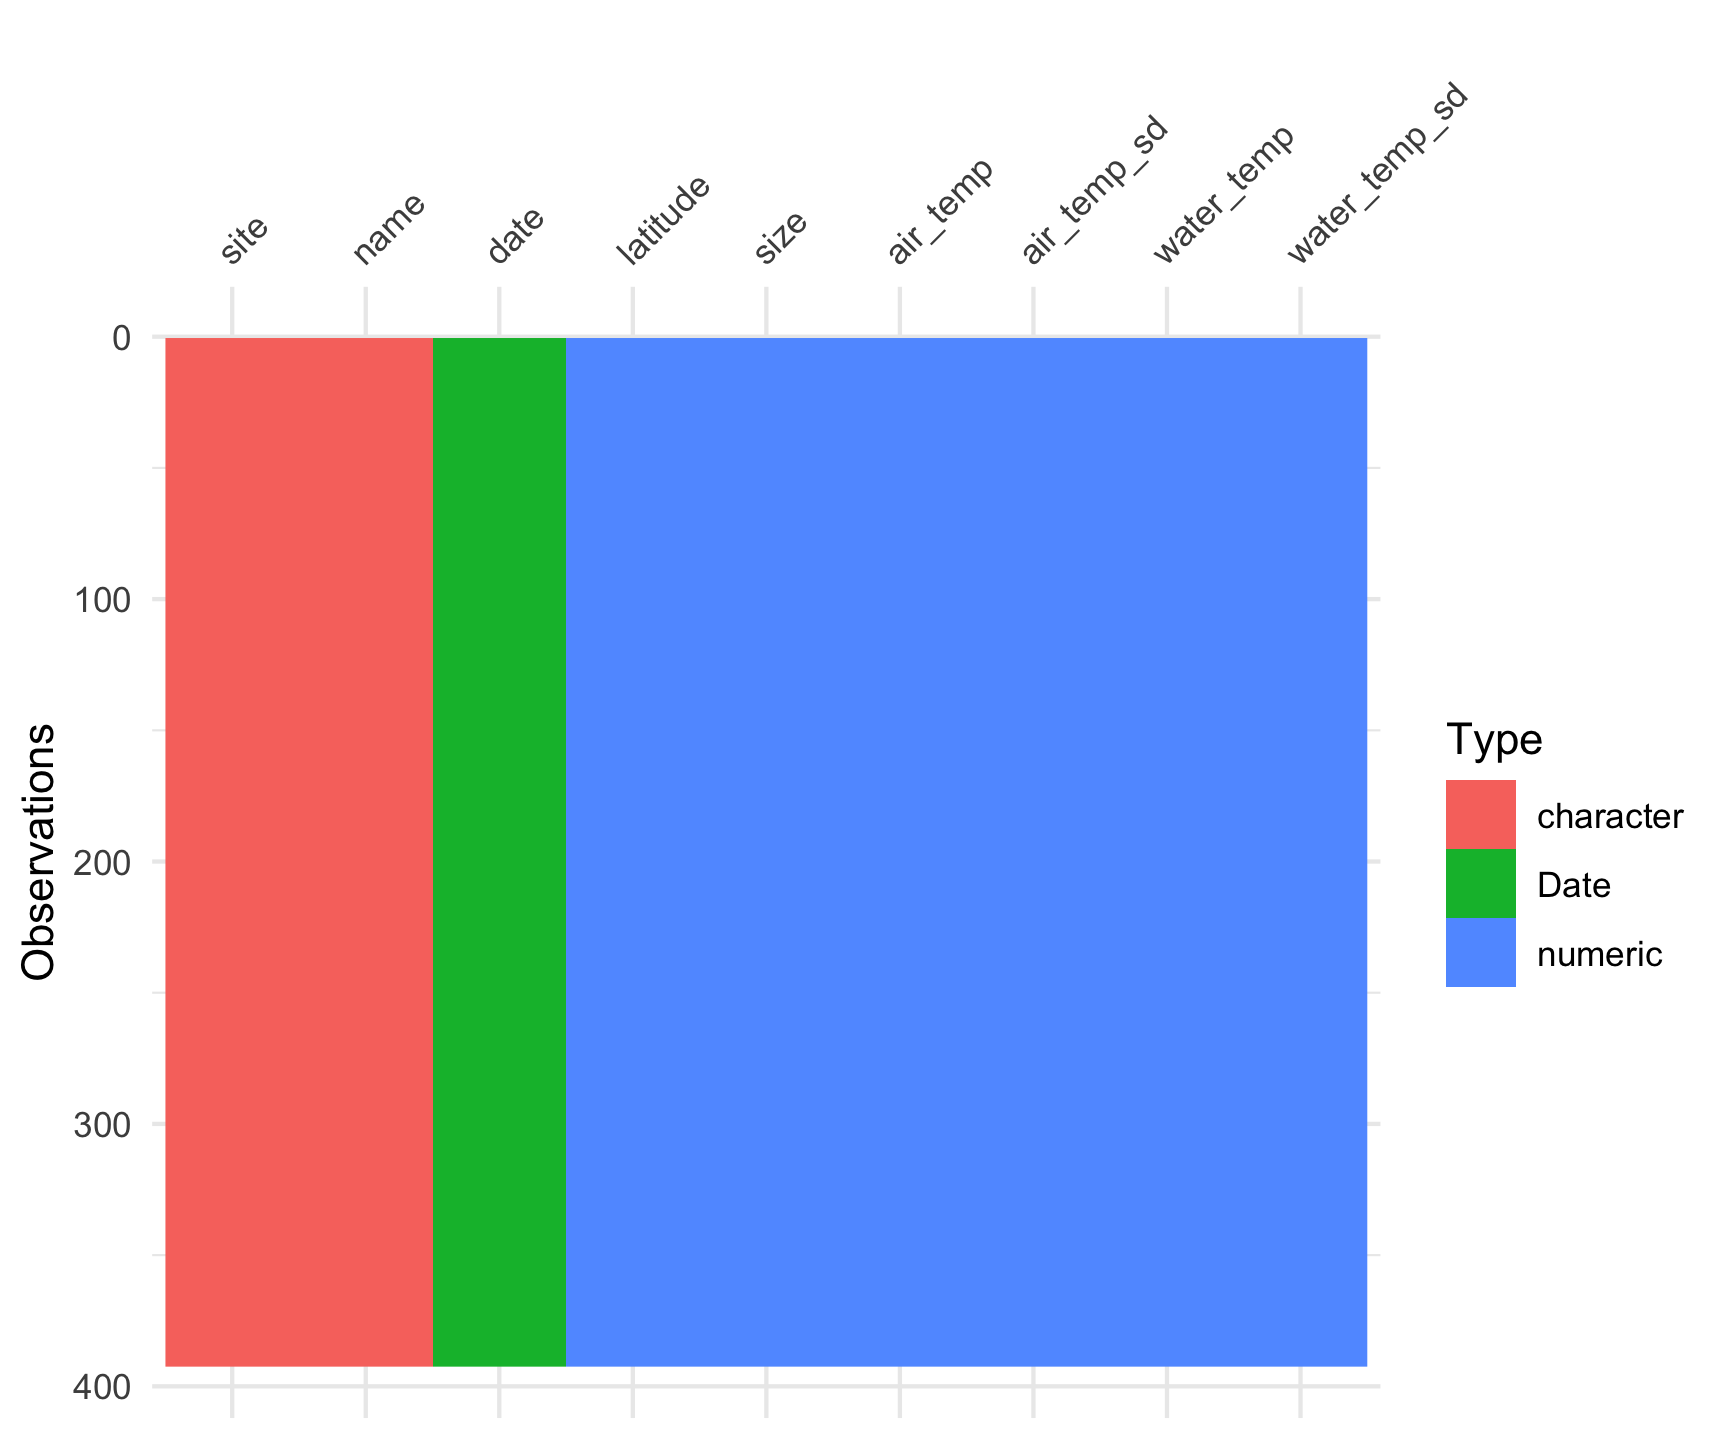 site
name
date
latitude
size
air_temp
air_temp_sd
water_temp
water_temp_sd
0
100
200
300
400
Observations
Type
character
Date
numeric